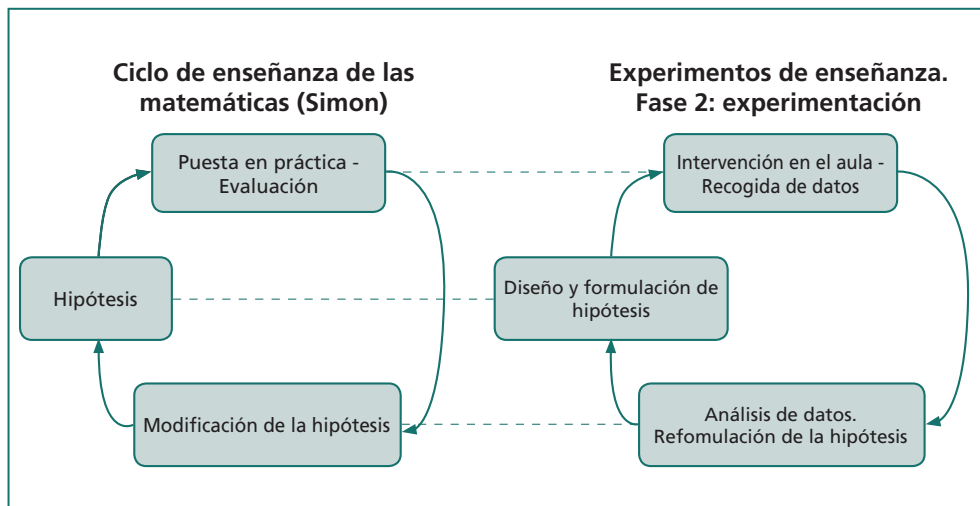 Ciclo de enseñanza de las
matemáticas (Simon)
Puesta en práctica -
Evaluación
Hipótesis
Modificación de la hipótesis
Experimentos de enseñanza.
Fase 2: experimentación
Intervención en el aula -
Recogida de datos
Diseño y formulación de
hipótesis
Análisis de datos.
Refomulación de la hipótesis